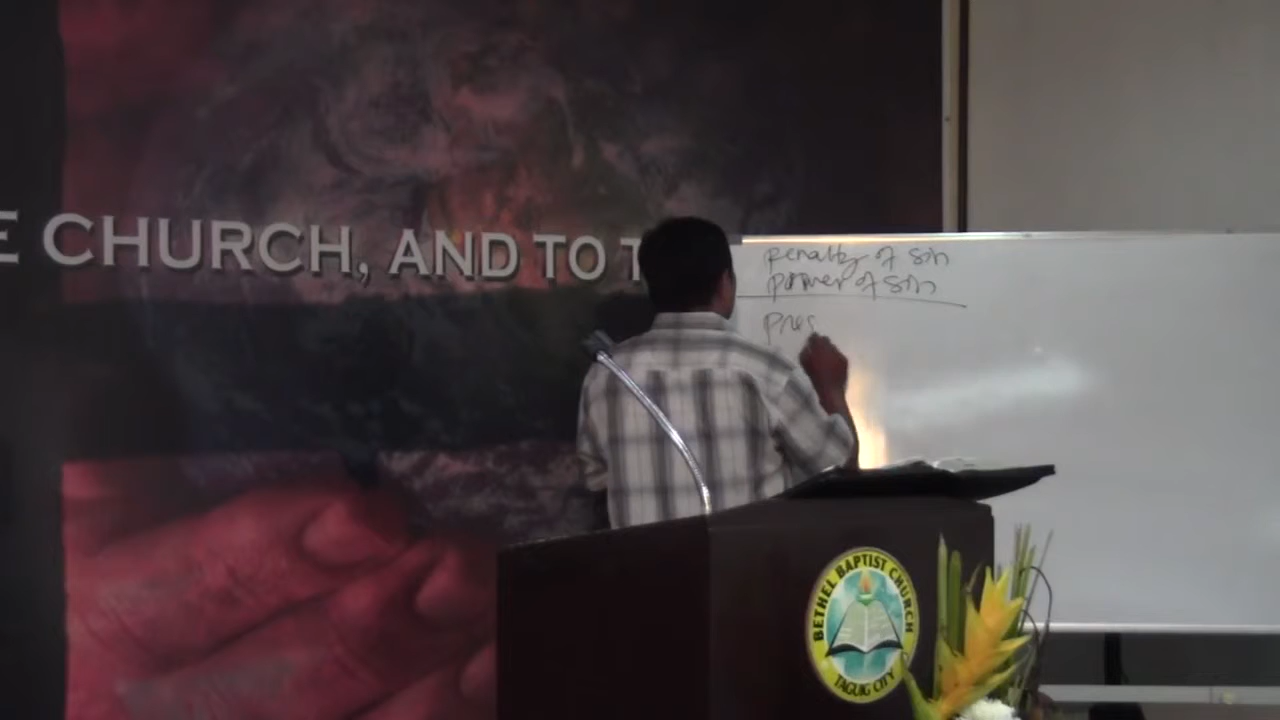 E CHURCH, AND TO T
penalty of sin
power of sin
pres
BETHEL BAPTIST CHURCH
TAGUIG CITY